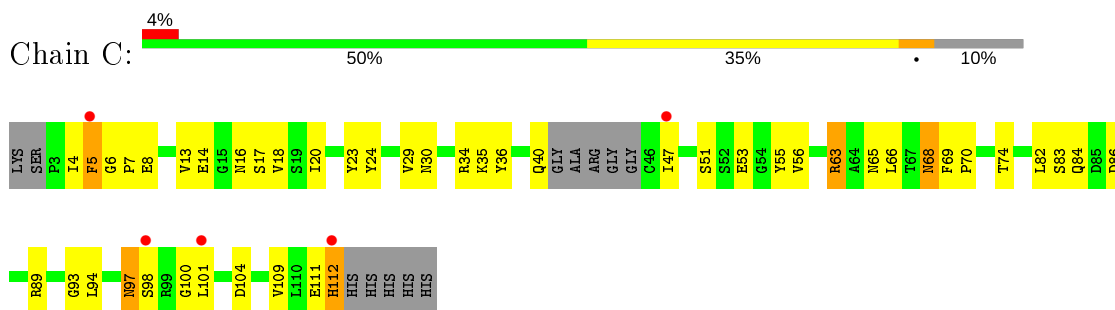 4%
Chain C:
50% 35% • 10%
LYS SER P3 I4 F5 G6 P7 E8 V13 E14 G15 N16 S17 V18 S19 I20 Y23 Y24 V29 N30 R34 K35 Y36 Q40 GLY ALA ARG GLY GLY C46 I47 S51 S52 E53 G54 Y55 V56 R63 A64 N65 L66 T67 N68 F69 P70 T74 L82 S83 Q84 D85 D86
R89 G93 L94 N97 S98 R99 G100 L101 D104 V109 L110 E111 H112 HIS HIS HIS HIS HIS